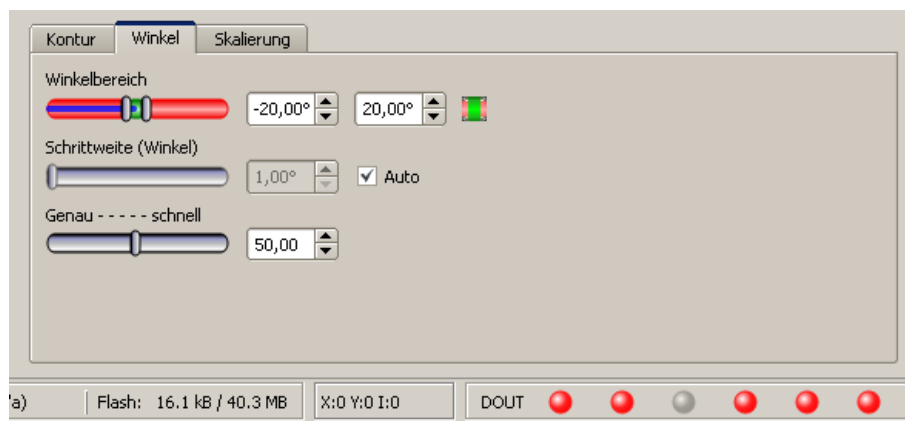 Kontur Winkel Skalierung
Winkelbereich
-20,00° 20,00°
Schrittweite (Winkel)
1,00° Auto
Genau - - - - - schnell
50,00
'a) Flash: 16.1 kB / 40.3 MB X:0 Y:0 I:0 DOUT